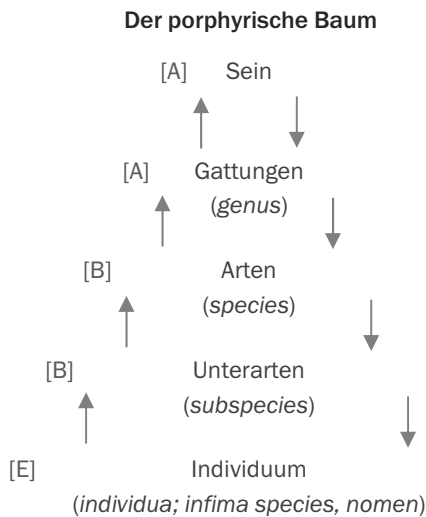 Der porphyrische Baum
[A] Sein
[A] Gattungen
(genus)
[B] Arten
(species)
[B] Unterarten
(subspecies)
[E] Individuum
(individua; infima species, nomen)